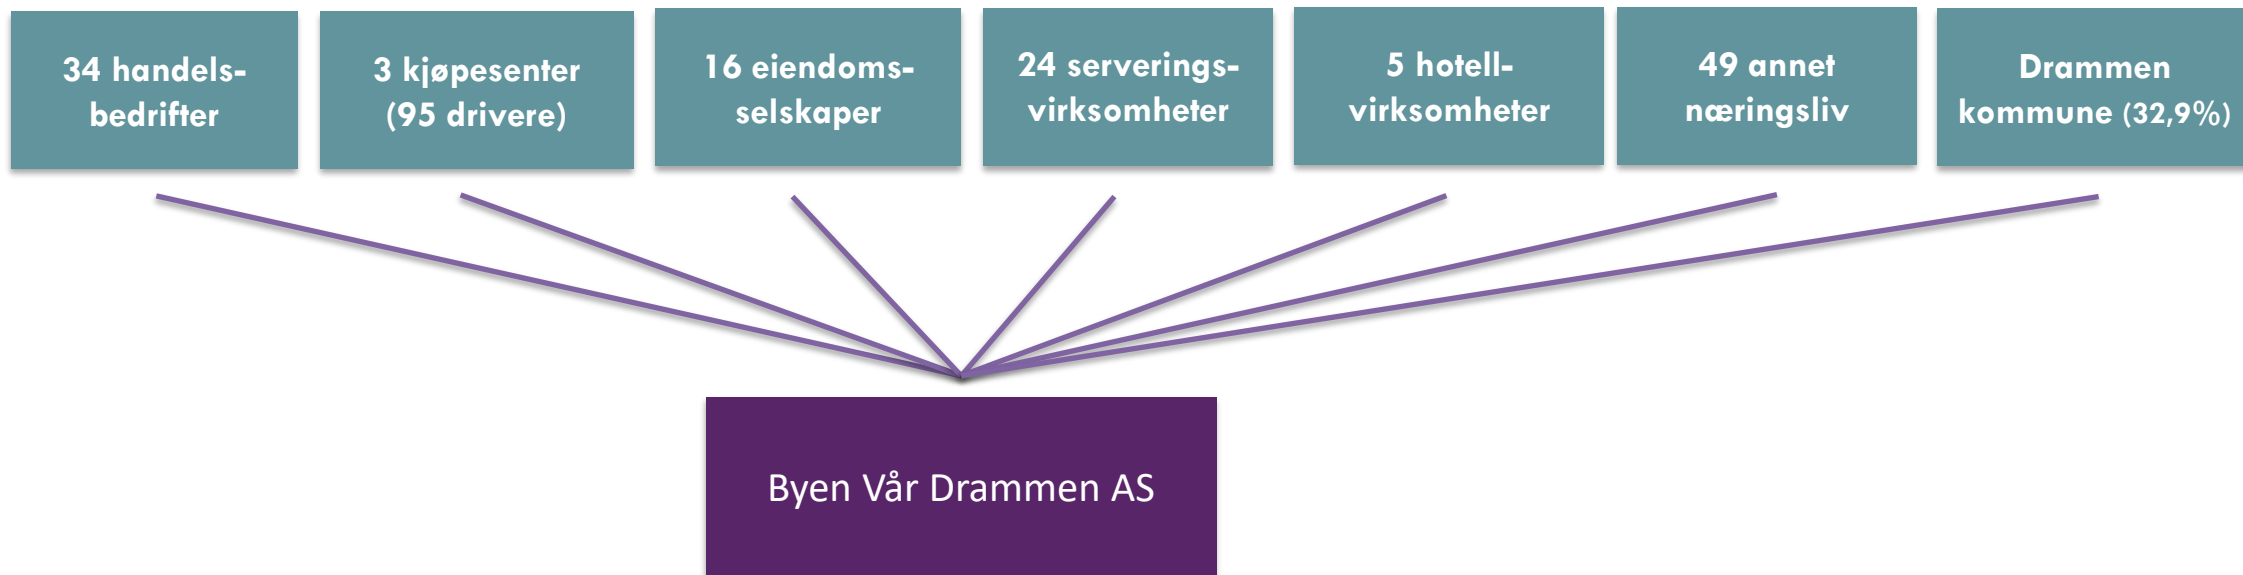 34 handels-
bedrifter
3 kjøpesenter
(95 drivere)
16 eiendoms-
selskaper
24 serverings-
virksomheter
5 hotell-
virksomheter
49 annet
næringsliv
Drammen
kommune (32,9%)
Byen Vår Drammen AS